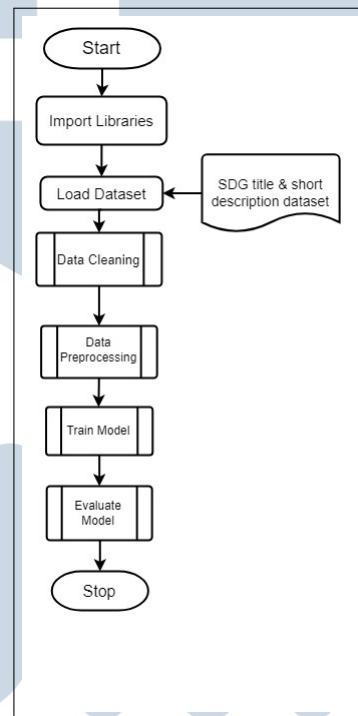 Start
Import Libraries
Load Dataset
SDG title & short
description dataset
Data Cleaning
Data
Preprocessing
Train Model
Evaluate
Model
Stop